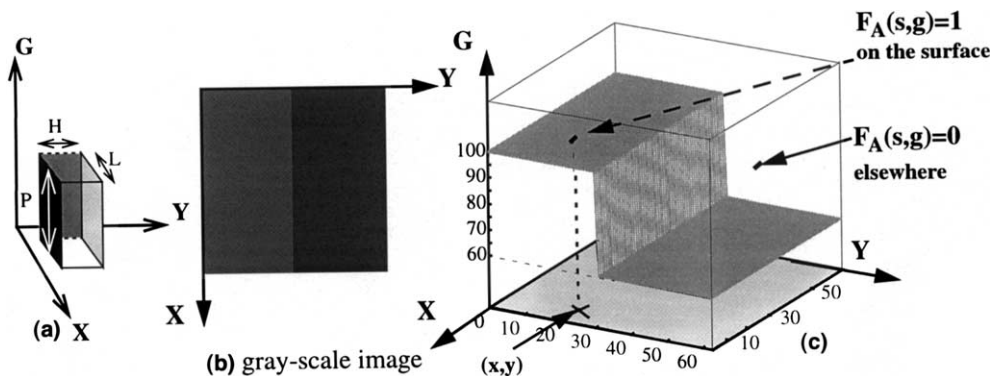 G
H
L
P
Y
X
(a)
Y
X
(b) gray-scale image
G
100
90
80
70
60
X
0
10
20
30
40
50
60
10
30
50
Y
(x,y)
(c)
F_A(s,g)=1
on the surface
F_A(s,g)=0
elsewhere